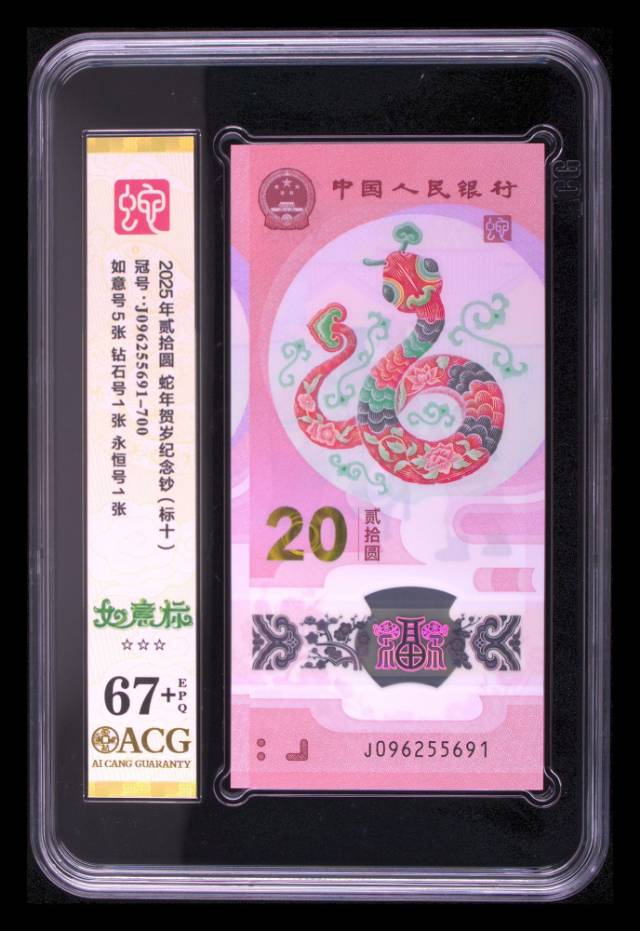 蛇
2025年贰拾圆 蛇年贺岁纪念钞（标十）
冠号：J096255691-700
如意号5张 钻石号1张 永恒号1张
如意标
☆☆☆
67+ EPQ
ACG
AI CANG GUARANTY
中国人民银行
蛇
20 贰拾圆
福
J096255691